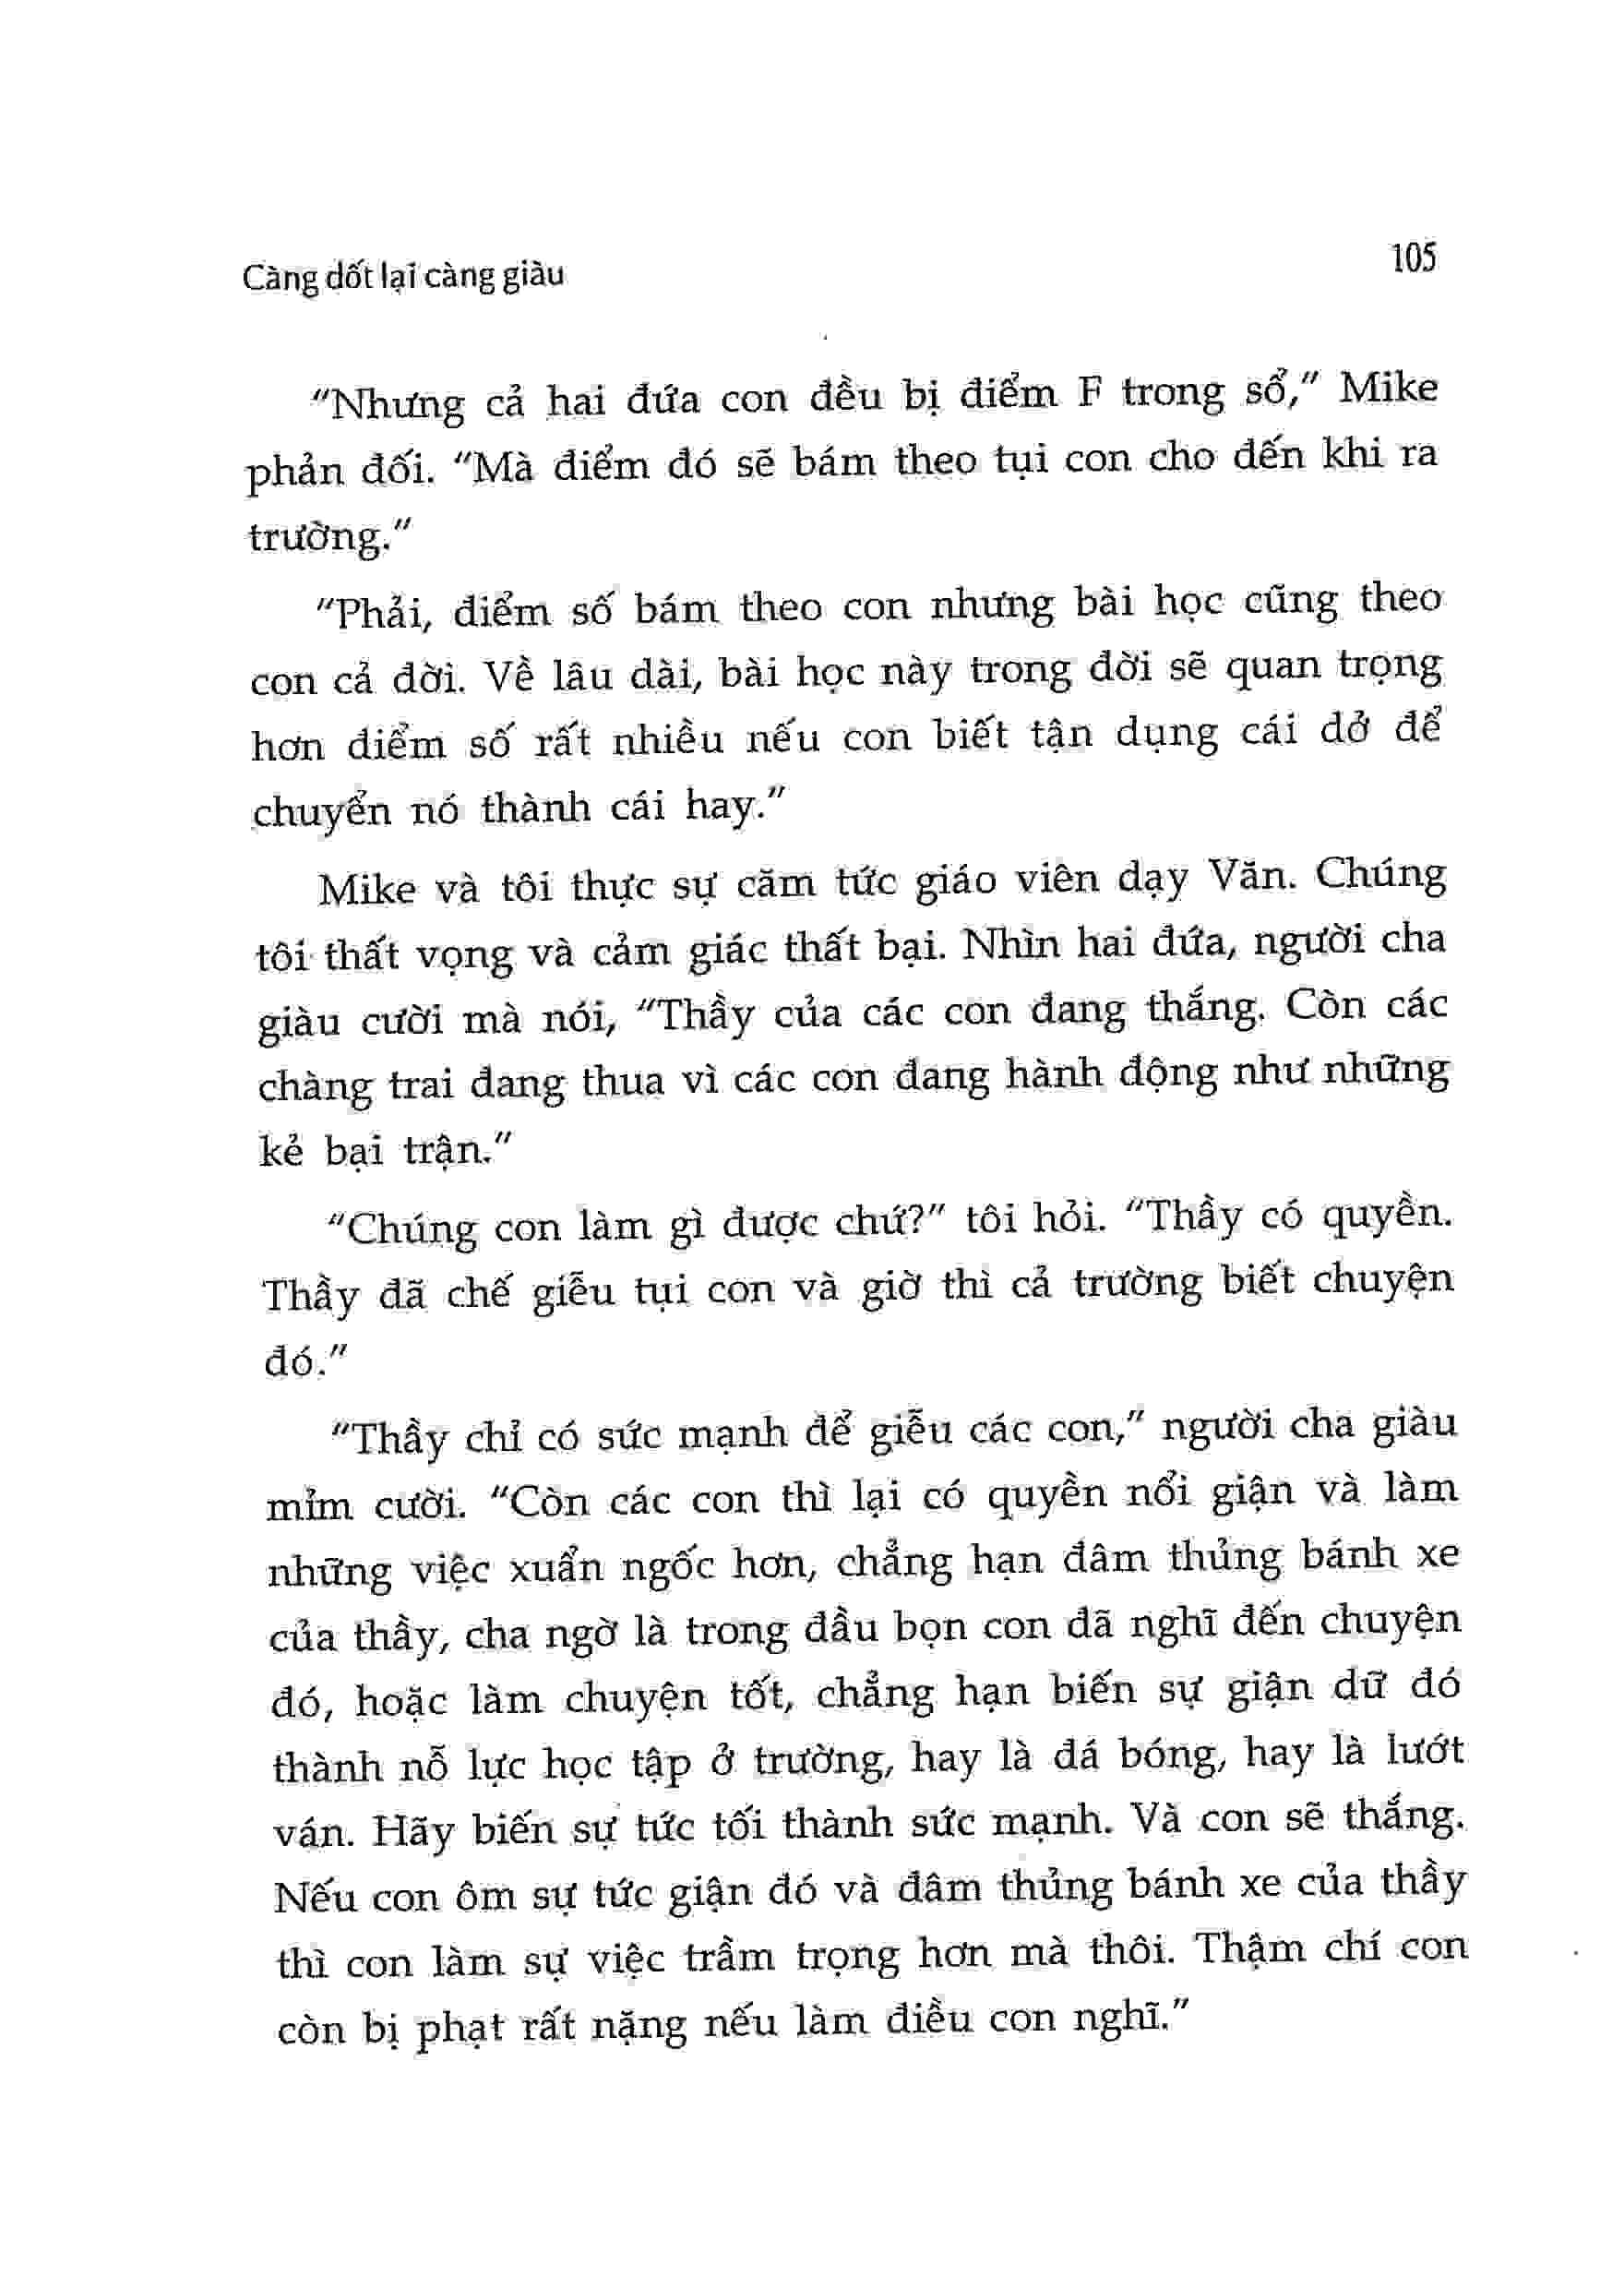 Càng dốt lại càng giàu
105
“Nhưng cả hai đứa con đều bị điểm F trong sổ,” Mike
phản đối. “Mà điểm đó sẽ bám theo tụi con cho đến khi ra
trường.”
“Phải, điểm số bám theo con nhưng bài học cũng theo
con cả đời. Về lâu dài, bài học này trong đời sẽ quan trọng
hơn điểm số rất nhiều nếu con biết tận dụng cái dở để
chuyển nó thành cái hay.”
Mike và tôi thực sự căm tức giáo viên dạy Văn. Chúng
tôi thất vọng và cảm giác thất bại. Nhìn hai đứa, người cha
giàu cười mà nói, “Thầy của các con đang thắng. Còn các
chàng trai đang thua vì các con đang hành động như những
kẻ bại trận.”
“Chúng con làm gì được chứ?” tôi hỏi. “Thầy có quyền.
Thầy đã chế giễu tụi con và giờ thì cả trường biết chuyện
đó.”
“Thầy chỉ có sức mạnh để giễu các con,” người cha giàu
mỉm cười. “Còn các con thì lại có quyền nổi giận và làm
những việc xuẩn ngốc hơn, chẳng hạn đâm thủng bánh xe
của thầy, cha ngờ là trong đầu bọn con đã nghĩ đến chuyện
đó, hoặc làm chuyện tốt, chẳng hạn biến sự giận dữ đó
thành nỗ lực học tập ở trường, hay là đá bóng, hay là lướt
ván. Hãy biến sự tức tối thành sức mạnh. Và con sẽ thắng.
Nếu con ôm sự tức giận đó và đâm thủng bánh xe của thầy
thì con làm sự việc trầm trọng hơn mà thôi. Thậm chí con
còn bị phạt rất nặng nếu làm điều con nghĩ.”